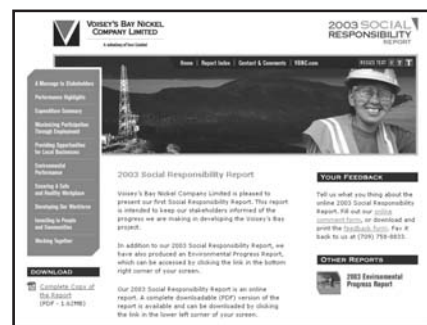 VOISEY'S BAY NICKEL
COMPANY LIMITED
A subsidiary of Inco Limited
2003 SOCIAL
RESPONSIBILITY
REPORT
Home | Report Index | Contact & Comments | VBNC.com
RESIZE TEXT T T T
A Message to Stakeholders
Performance Highlights
Expenditure Summary
Maximizing Participation
Through Employment
Providing Opportunities
for Local Businesses
Environmental
Performance
Ensuring A Safe
and Healthy Workplace
Developing Our Workforce
Investing in People
and Communities
Working Together
DOWNLOAD
Complete Copy of
the Report
(PDF - 1.62MB)
2003 Social Responsibility Report
Voisey's Bay Nickel Company Limited is pleased to
present our first Social Responsibility Report. This report
is intended to keep our stakeholders informed of the
progress we are making in developing the Voisey's Bay
project.
In addition to our 2003 Social Responsibility Report, we
have also produced an Environmental Progress Report,
which can be accessed by clicking the link in the bottom
right corner of your screen.
Our 2003 Social Responsibility Report is an online
report. A complete downloadable (PDF) version of the
report is available and can be downloaded by clicking
the link in the lower left corner of your screen.
YOUR FEEDBACK
Tell us what you thing about the
online 2003 Social Responsibility
Report. Fill out our online
comment form, or download and
print the feedback form. Fax it
back to us at (709) 758-8833.
OTHER REPORTS
2003 Environmental
Progress Report